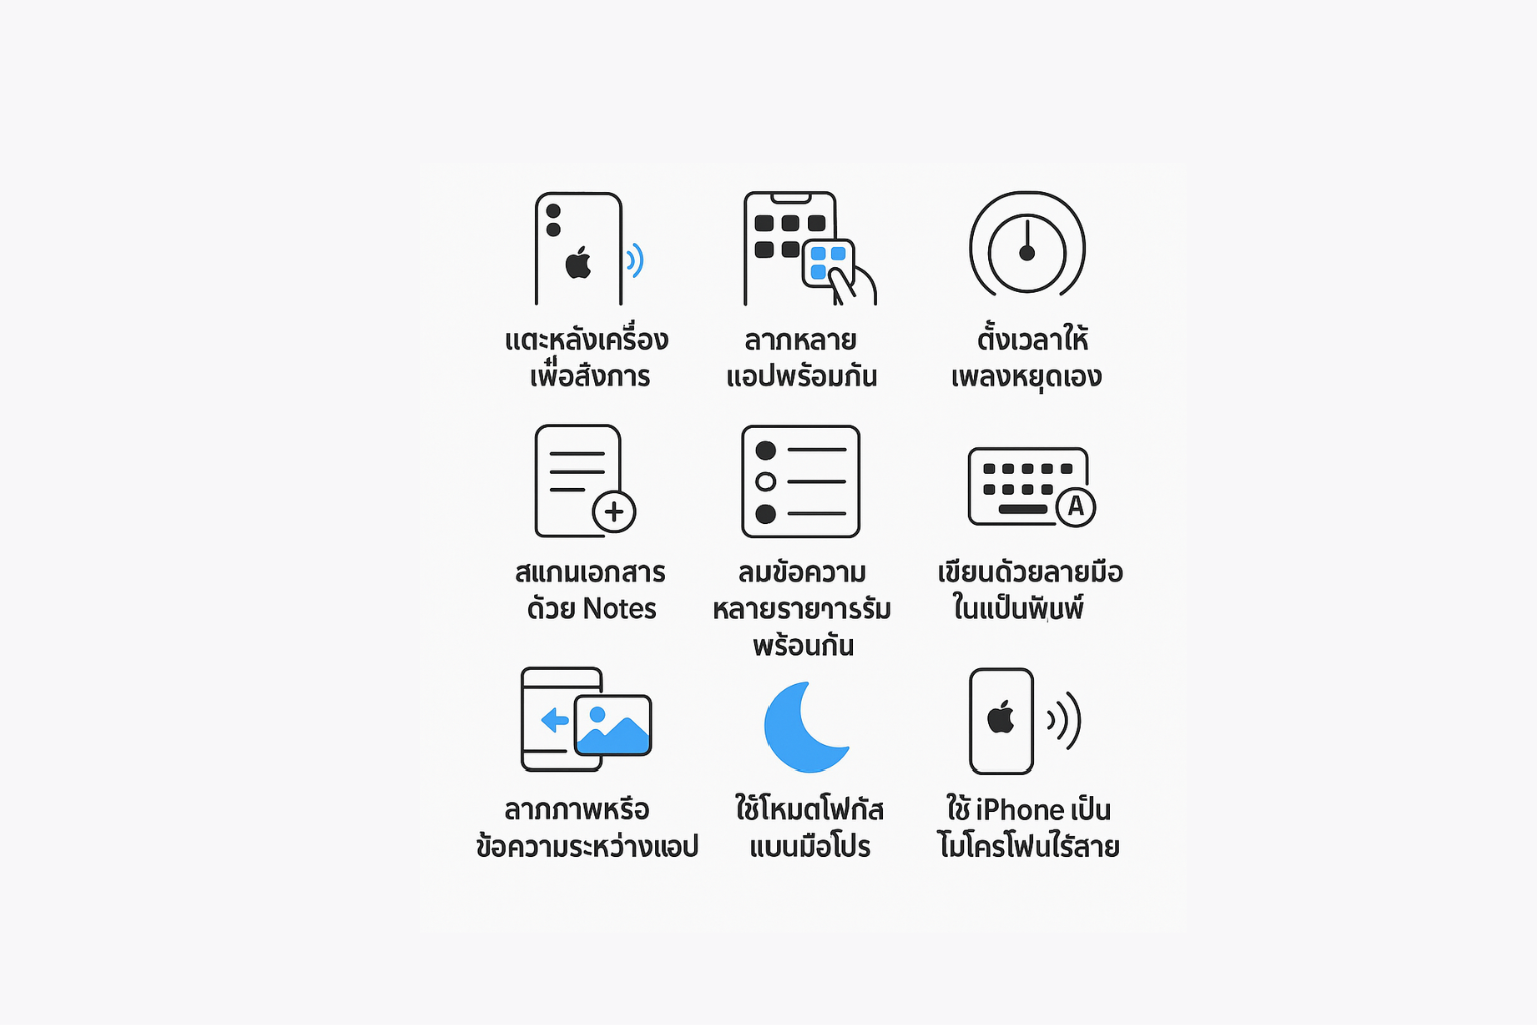 แตะหลังเครื่อง
เพื่อสั่งการ
ลากหลาย
แอปพร้อมกัน
ตั้งเวลาให้
เพลงหยุดเอง
สแกนเอกสาร
ด้วย Notes
ลมข้อความ
หลายรายการรัม
พร้อนกัน
เขียนด้วยลายมือ
ในแป็นพิมพ์
A
ลากภาพหรือ
ข้อความระหว่างแอป
ใช้โหมดโฟกัส
แบนมือโปร
ใช้ iPhone เป็น
ไมโครโฟนไร้สาย